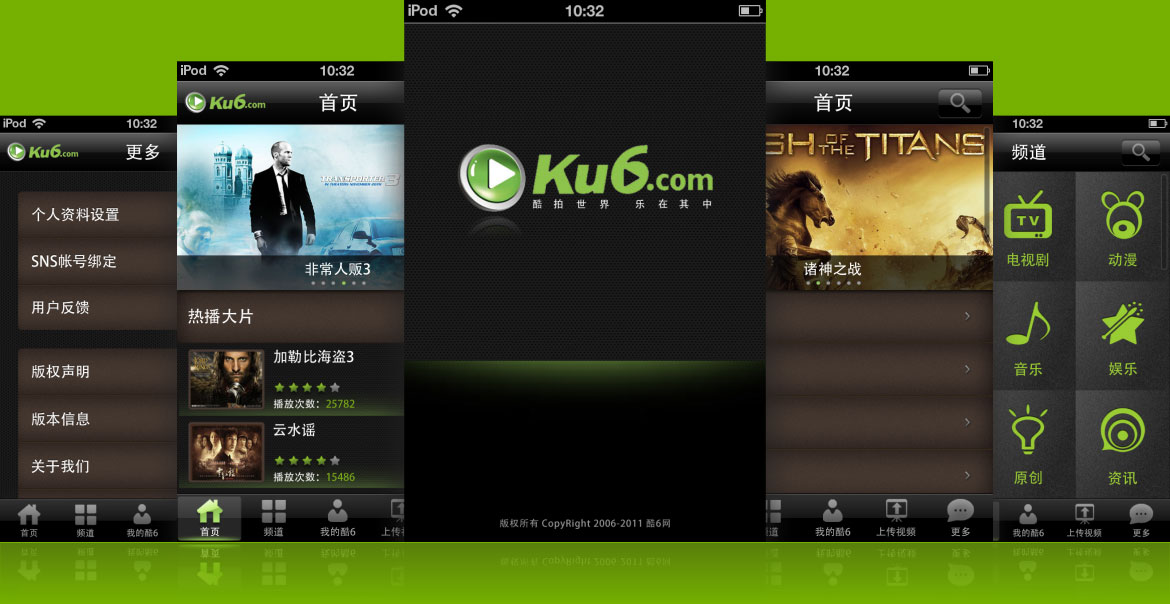 iPod
10:32
Ku6.com
更多
个人资料设置
SNS帐号绑定
用户反馈
版权声明
版本信息
关于我们
首页
频道
我的酷6
iPod
10:32
Ku6.com
首页
TRANSPORTER 3
非常人贩3
热播大片
加勒比海盗3
播放次数: 25782
云水谣
播放次数: 15486
首页
频道
我的酷6
上传
iPod
10:32
Ku6.com
酷拍世界 乐在其中
版权所有 CopyRight 2006-2011 酷6网
10:32
首页
SH OF THE TITANS
诸神之战
道
我的酷6
上传视频
更多
10:32
频道
TV
电视剧
动漫
音乐
娱乐
原创
资讯
我的酷6
上传视频
更多